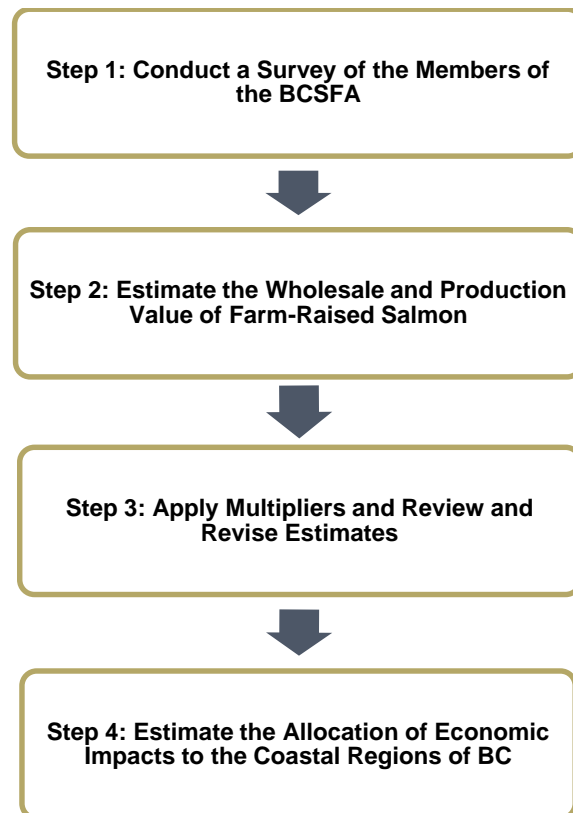 Step 1: Conduct a Survey of the Members of
the BCSFA
Step 2: Estimate the Wholesale and Production
Value of Farm-Raised Salmon
Step 3: Apply Multipliers and Review and
Revise Estimates
Step 4: Estimate the Allocation of Economic
Impacts to the Coastal Regions of BC